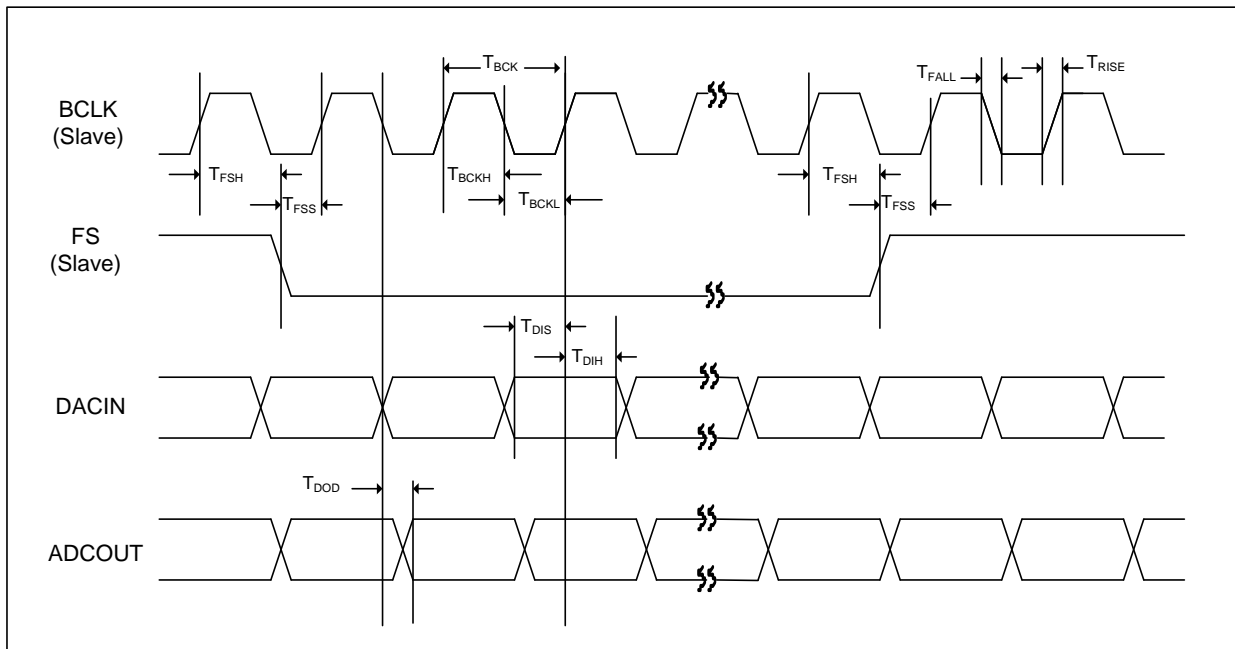 T_BCK
T_FALL
T_RISE
BCLK
(Slave)
T_FSH
T_BCKH
T_FSH
T_FSS
T_BCKL
T_FSS
FS
(Slave)
T_DIS
T_DIH
DACIN
T_DOD
ADCOUT